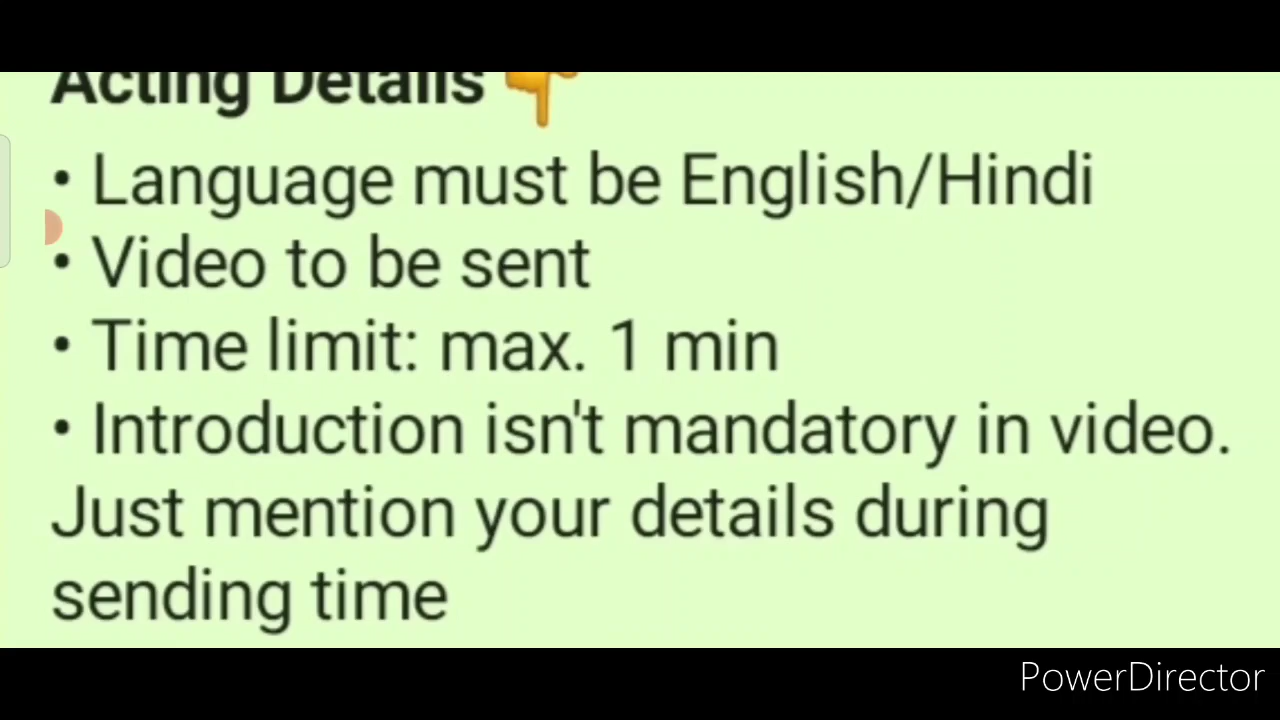 Acting Details 👇
• Language must be English/Hindi
• Video to be sent
• Time limit: max. 1 min
• Introduction isn't mandatory in video.
Just mention your details during
sending time
PowerDirector